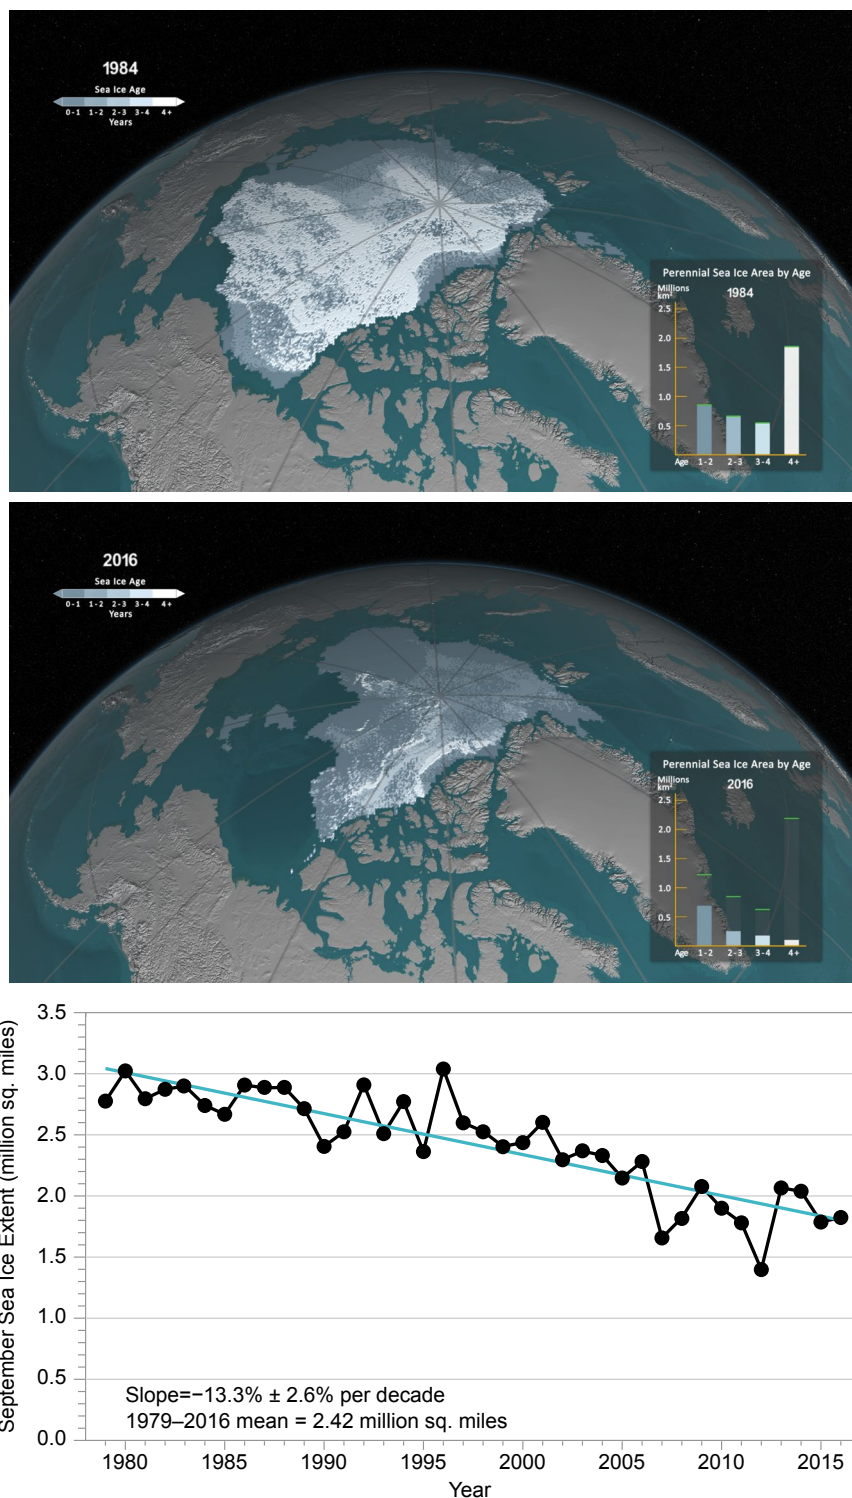 1984
Sea Ice Age
0-1 1-2 2-3 3-4 4+
Years
Perennial Sea Ice Area by Age
Millions
km²
1984
2.5
2.0
1.5
1.0
0.5
Age 1-2 2-3 3-4 4+
2016
Sea Ice Age
0-1 1-2 2-3 3-4 4+
Years
Perennial Sea Ice Area by Age
Millions
km²
2016
2.5
2.0
1.5
1.0
0.5
Age 1-2 2-3 3-4 4+
September Sea Ice Extent (million sq. miles)
3.5
3.0
2.5
2.0
1.5
1.0
0.5
0.0
Slope=−13.3% ± 2.6% per decade
1979–2016 mean = 2.42 million sq. miles
1980 1985 1990 1995 2000 2005 2010 2015
Year